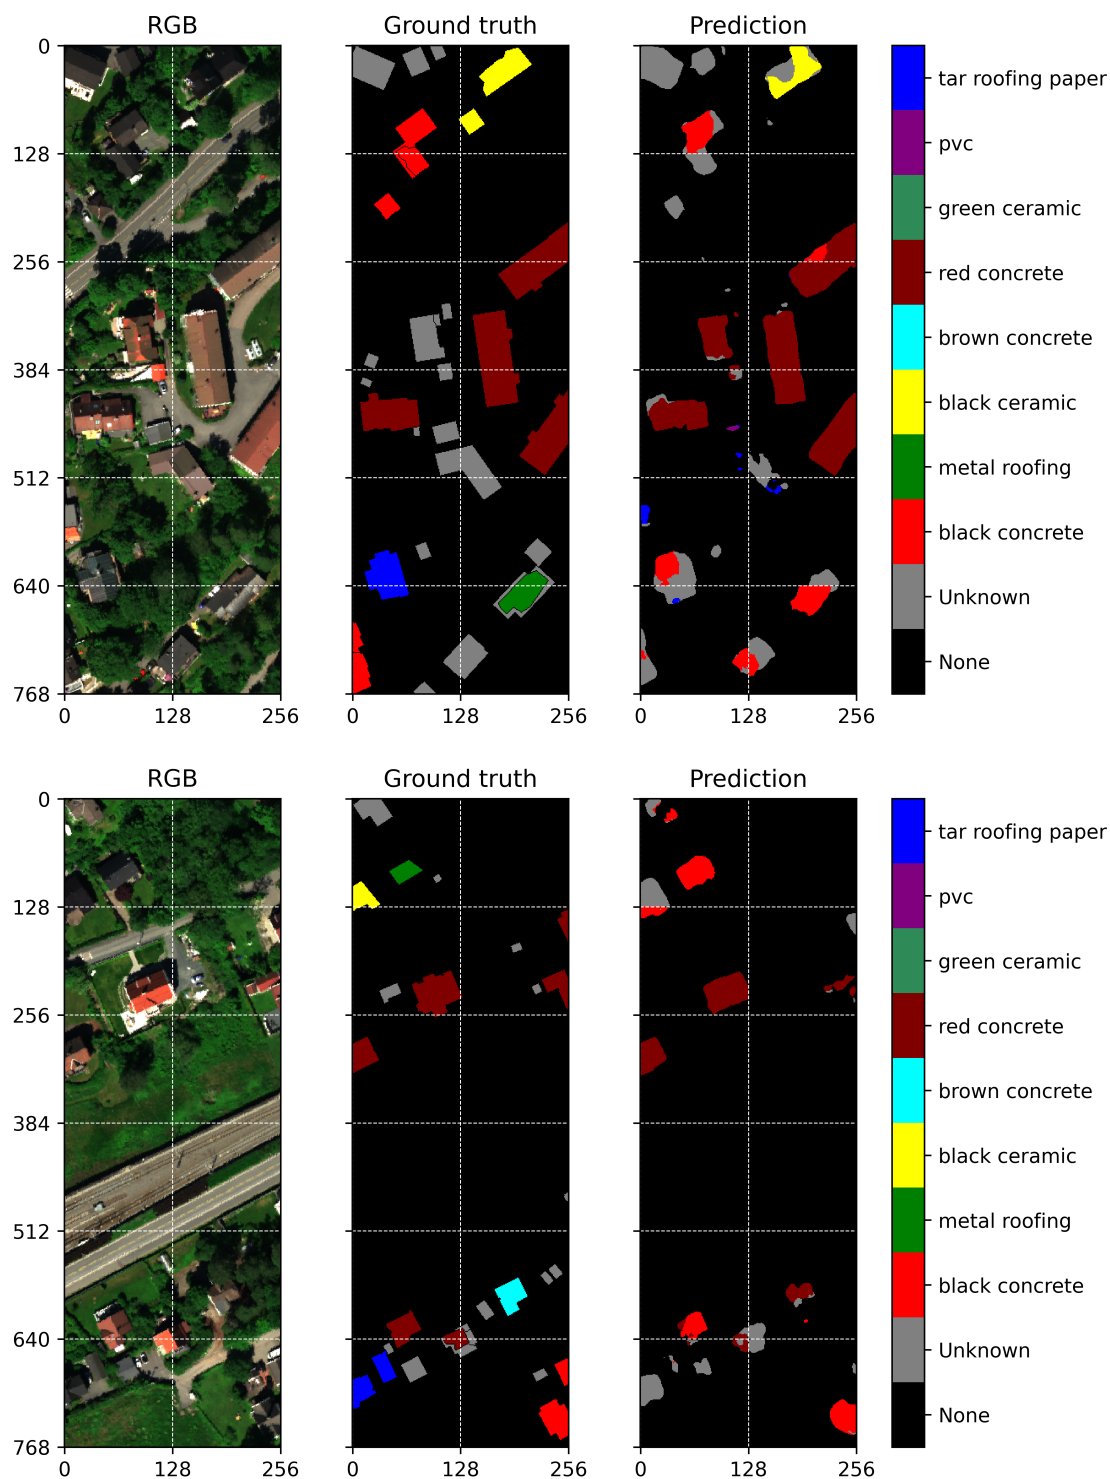 RGB
Ground truth
Prediction
0
128
256
384
512
640
768
0
128
256
0
128
256
0
128
256
tar roofing paper
pvc
green ceramic
red concrete
brown concrete
black ceramic
metal roofing
black concrete
Unknown
None
RGB
Ground truth
Prediction
0
128
256
384
512
640
768
0
128
256
0
128
256
0
128
256
tar roofing paper
pvc
green ceramic
red concrete
brown concrete
black ceramic
metal roofing
black concrete
Unknown
None